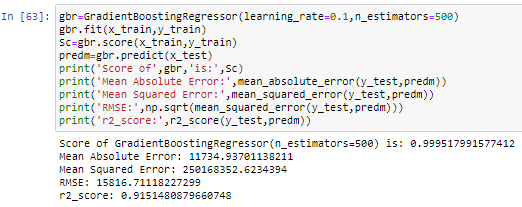 In [63]: gbr=GradientBoostingRegressor(learning_rate=0.1,n_estimators=500)
gbr.fit(x_train,y_train)
Sc=gbr.score(x_train,y_train)
predm=gbr.predict(x_test)
print('Score of',gbr,'is:',Sc)
print('Mean Absolute Error:',mean_absolute_error(y_test,predm))
print('Mean Squared Error:',mean_squared_error(y_test,predm))
print('RMSE:',np.sqrt(mean_squared_error(y_test,predm)))
print('r2_score:',r2_score(y_test,predm))
Score of GradientBoostingRegressor(n_estimators=500) is: 0.999517991577412
Mean Absolute Error: 11734.93701138211
Mean Squared Error: 250168352.6234394
RMSE: 15816.71118227299
r2_score: 0.9151480879660748